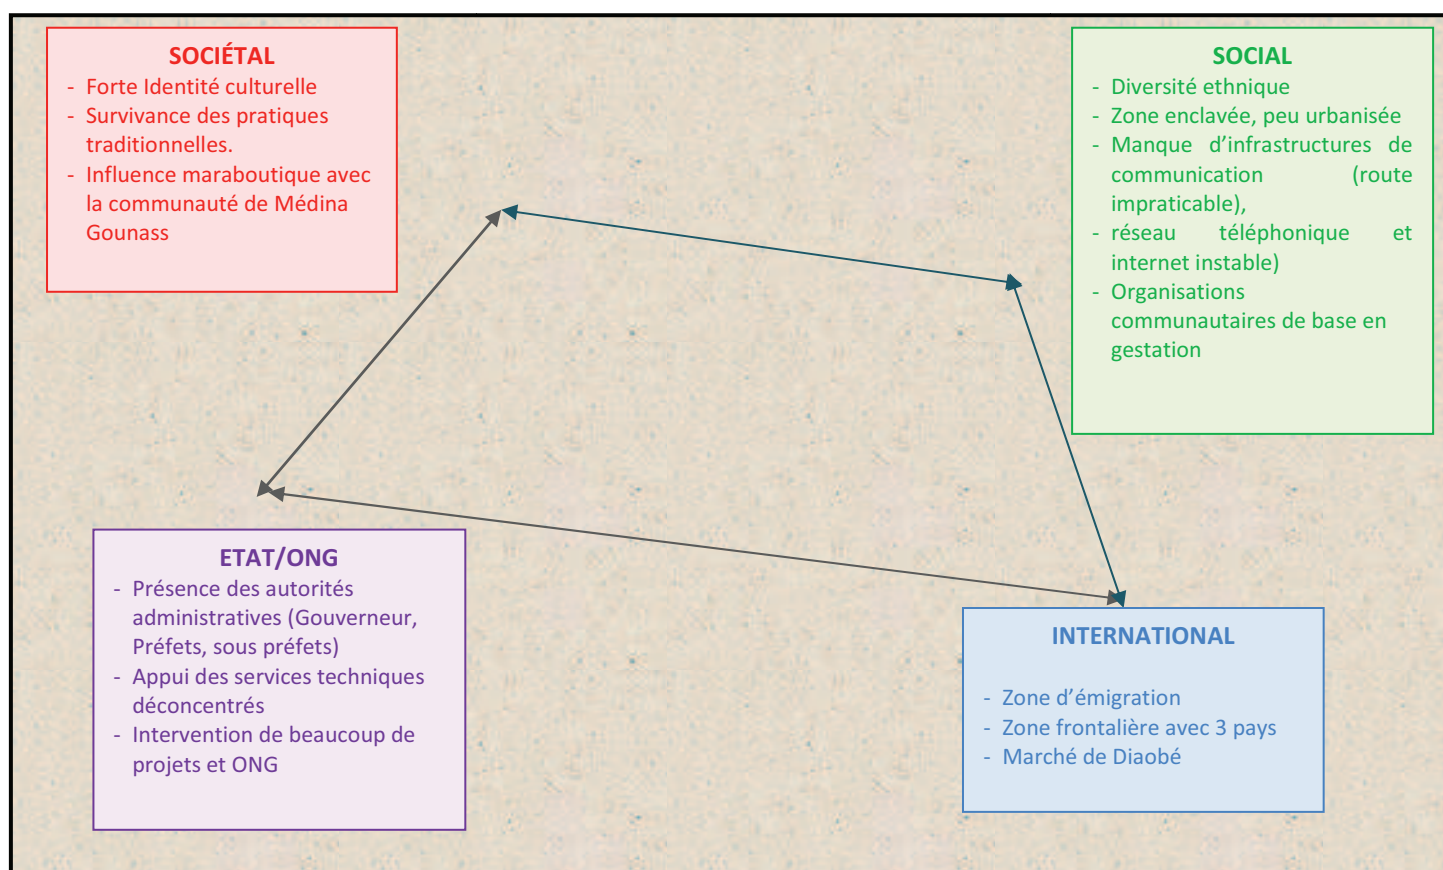 SOCIÉTAL
- Forte Identité culturelle
- Survivance des pratiques
traditionnelles.
- Influence maraboutique avec
la communauté de Médina
Gounass
SOCIAL
- Diversité ethnique
- Zone enclavée, peu urbanisée
- Manque d’infrastructures de
communication (route
impraticable),
- réseau téléphonique et
internet instable)
- Organisations
communautaires de base en
gestation
ETAT/ONG
- Présence des autorités
administratives (Gouverneur,
Préfets, sous préfets)
- Appui des services techniques
déconcentrés
- Intervention de beaucoup de
projets et ONG
INTERNATIONAL
- Zone d’émigration
- Zone frontalière avec 3 pays
- Marché de Diaobé